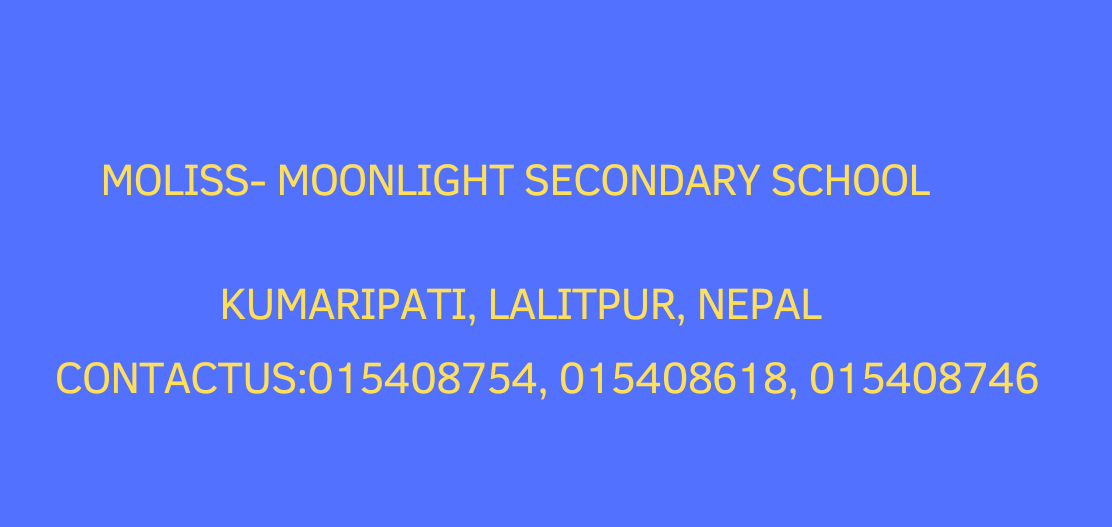 MOLISS- MOONLIGHT SECONDARY SCHOOL
KUMARIPATI, LALITPUR, NEPAL
CONTACTUS:015408754, 015408618, 015408746